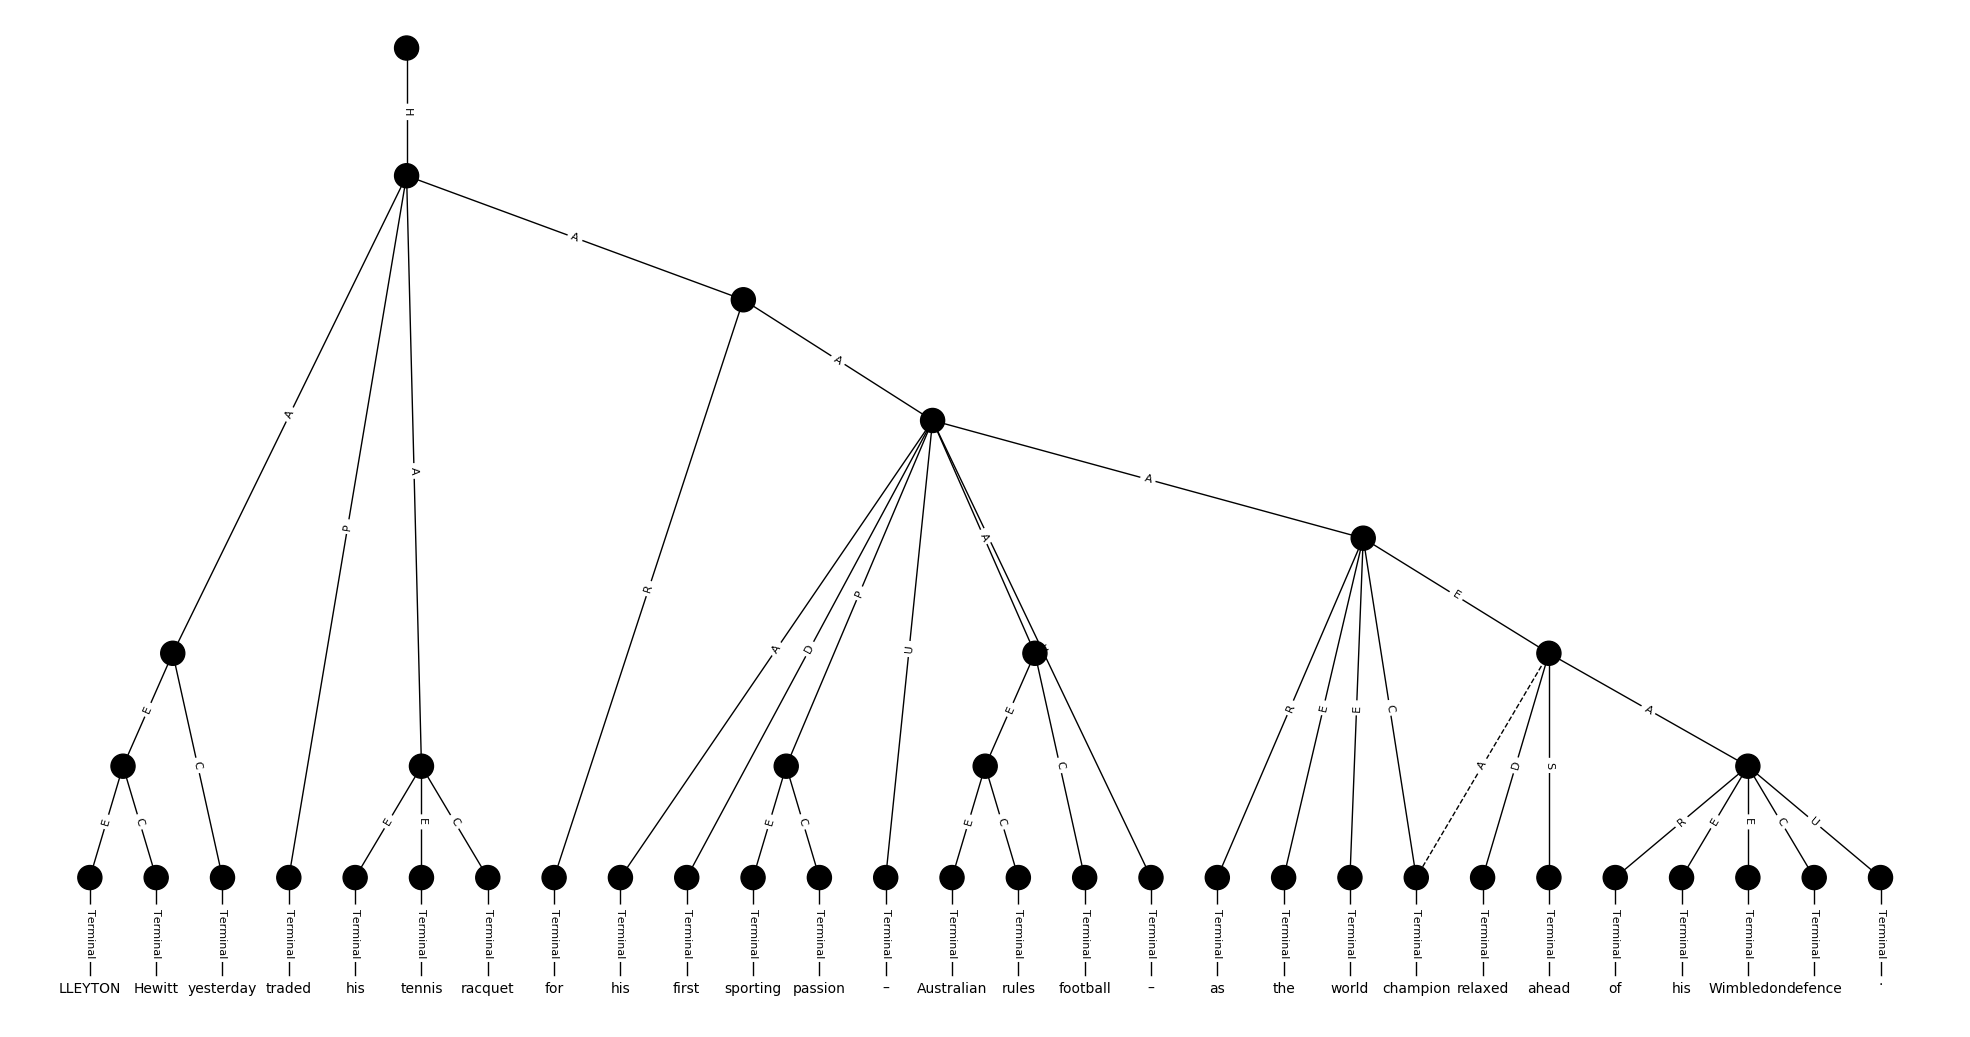 H
A
A
A
A
P
A
A
R
A
D
P
U
E
E
C
R
E
E
C
A
E
C
E
C
C
A
D
S
E
C
E
E
C
E
C
R
E
E
C
U
Terminal Terminal Terminal Terminal Terminal Terminal Terminal Terminal Terminal Terminal Terminal Terminal Terminal Terminal Terminal Terminal Terminal Terminal Terminal Terminal Terminal Terminal Terminal Terminal Terminal Terminal Terminal Terminal
LLEYTON Hewitt yesterday traded his tennis racquet for his first sporting passion – Australian rules football – as the world champion relaxed ahead of his Wimbledon defence .